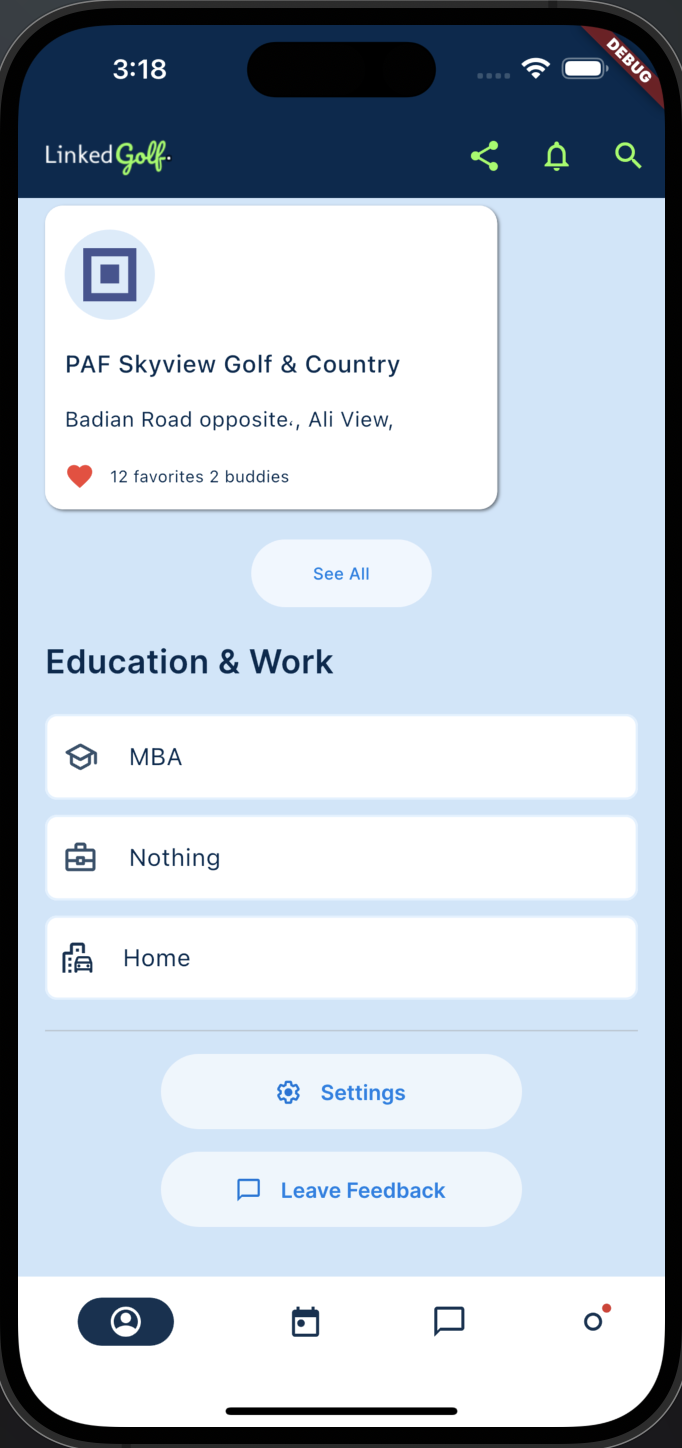 3:18
DEBUG
LinkedGolf.
PAF Skyview Golf & Country
Badian Road opposite،, Ali View,
12 favorites 2 buddies
See All
Education & Work
MBA
Nothing
Home
Settings
Leave Feedback